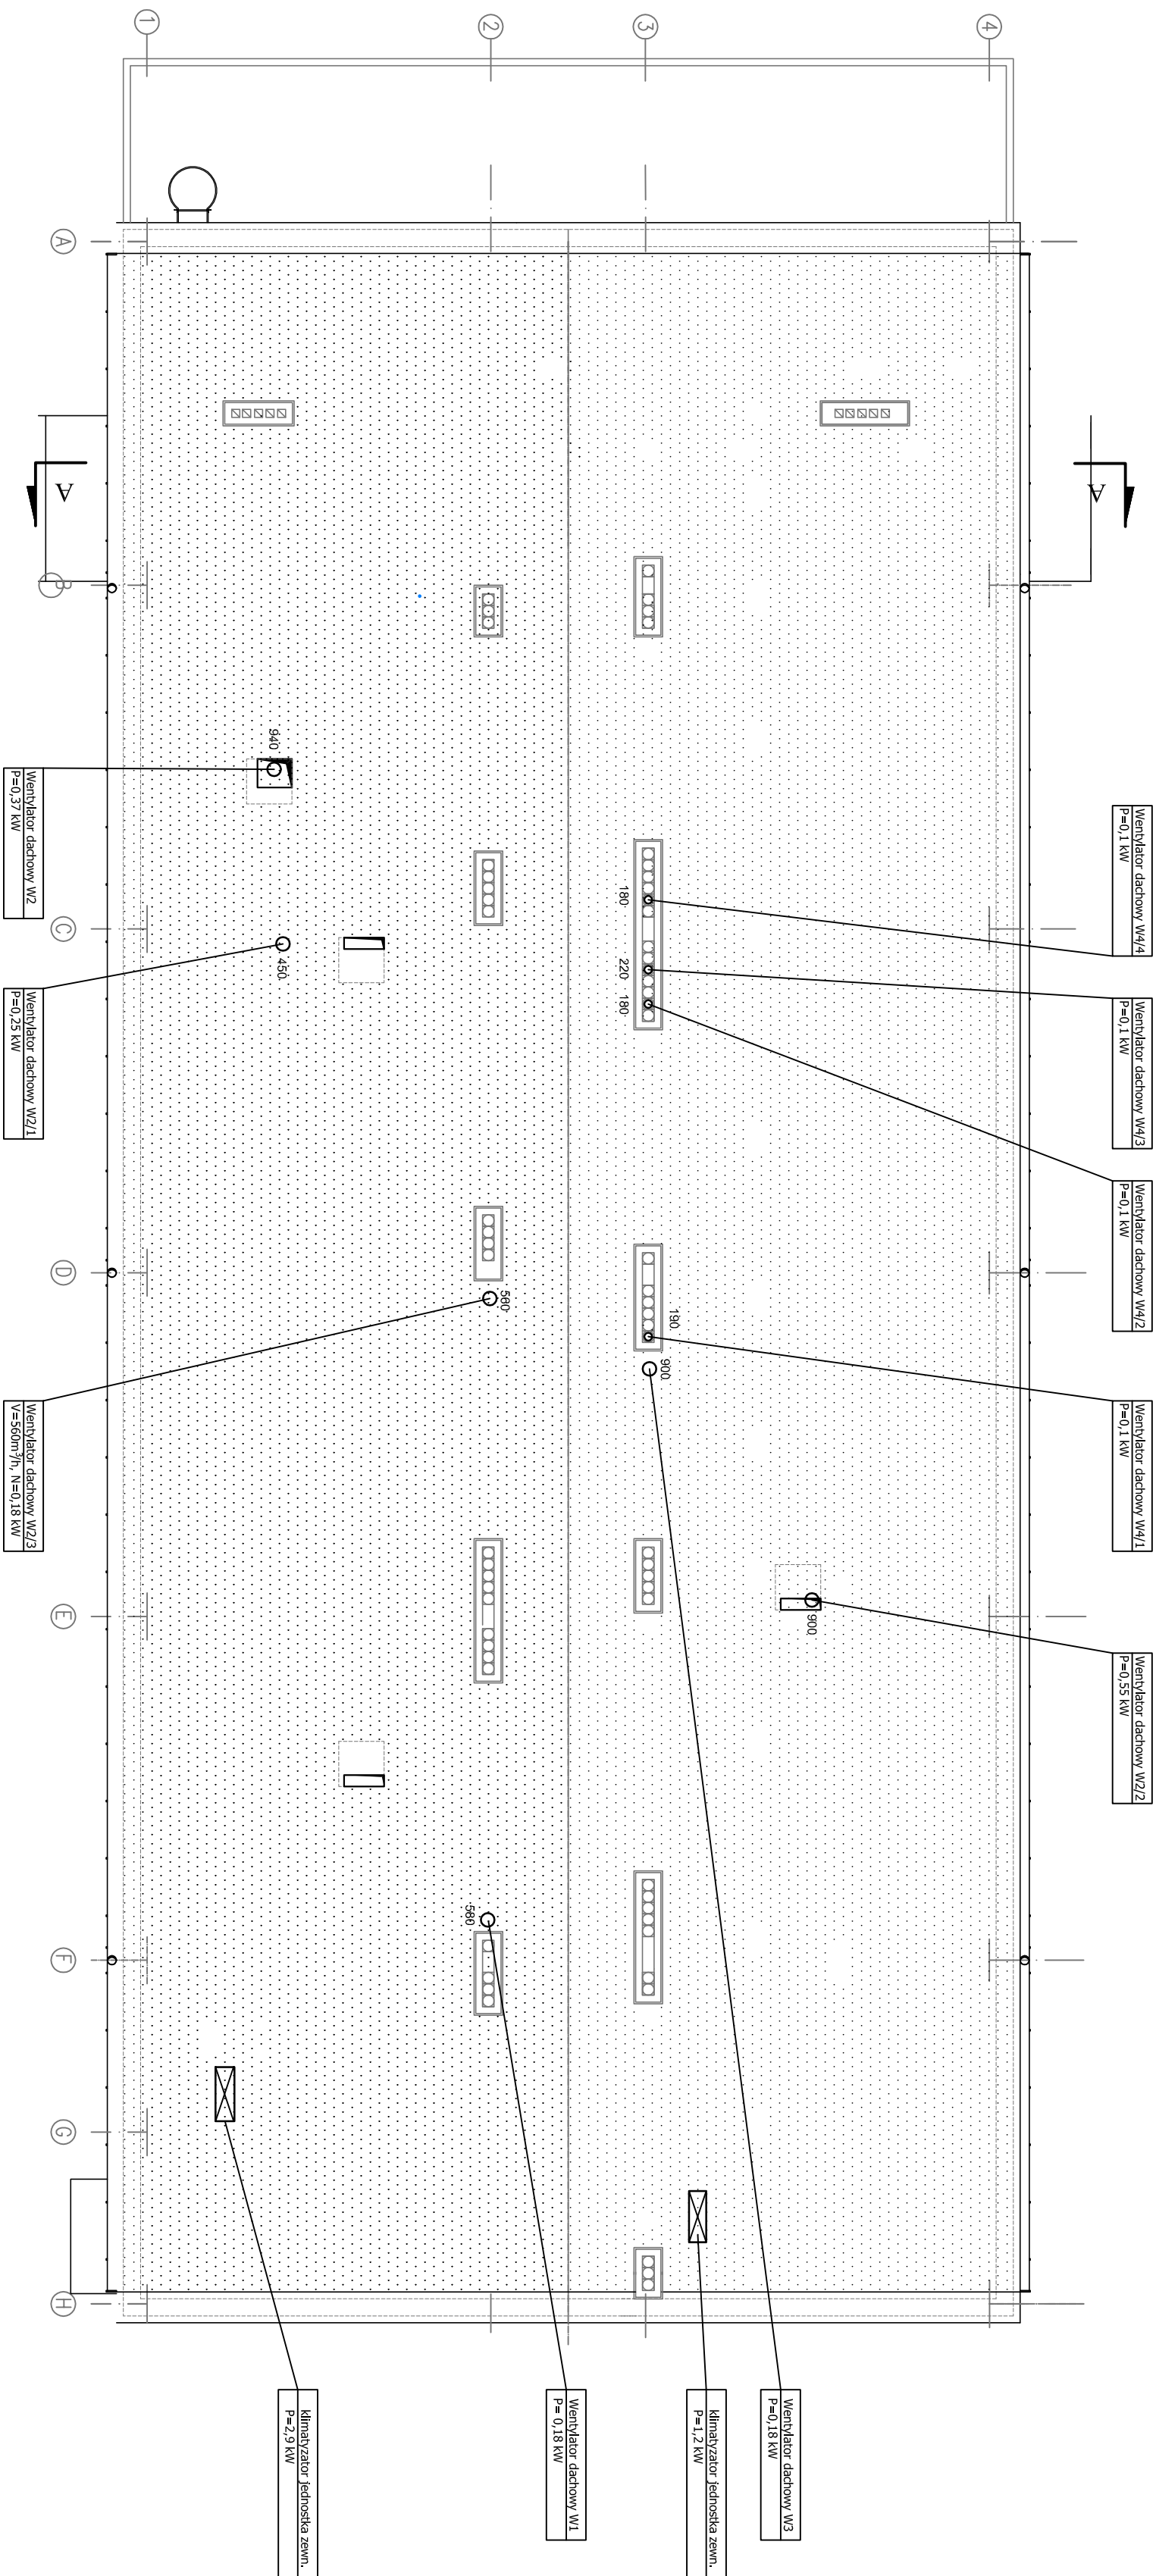 Wentylator dachowy W4/4
P=0,1 kW
Wentylator dachowy W4/3
P=0,1 kW
Wentylator dachowy W4/2
P=0,1 kW
Wentylator dachowy W4/1
P=0,1 kW
Wentylator dachowy W2/2
P=0,55 kW
A
4
900
Wentylator dachowy W3
P=0,18 kW
klimatyzator jednostka zewn.
P=1,2 kW
3
190
900
180
220
180
Wentylator dachowy W1
P= 0,18 kW
2
560
560
klimatyzator jednostka zewn.
P=2,9 kW
940
450
1
A
A
B
C
D
E
F
G
H
Wentylator dachowy W2
P=0,37 kW
Wentylator dachowy W2/1
P=0,25 kW
Wentylator dachowy W2/3
V=560m³/h, N=0,18 kW